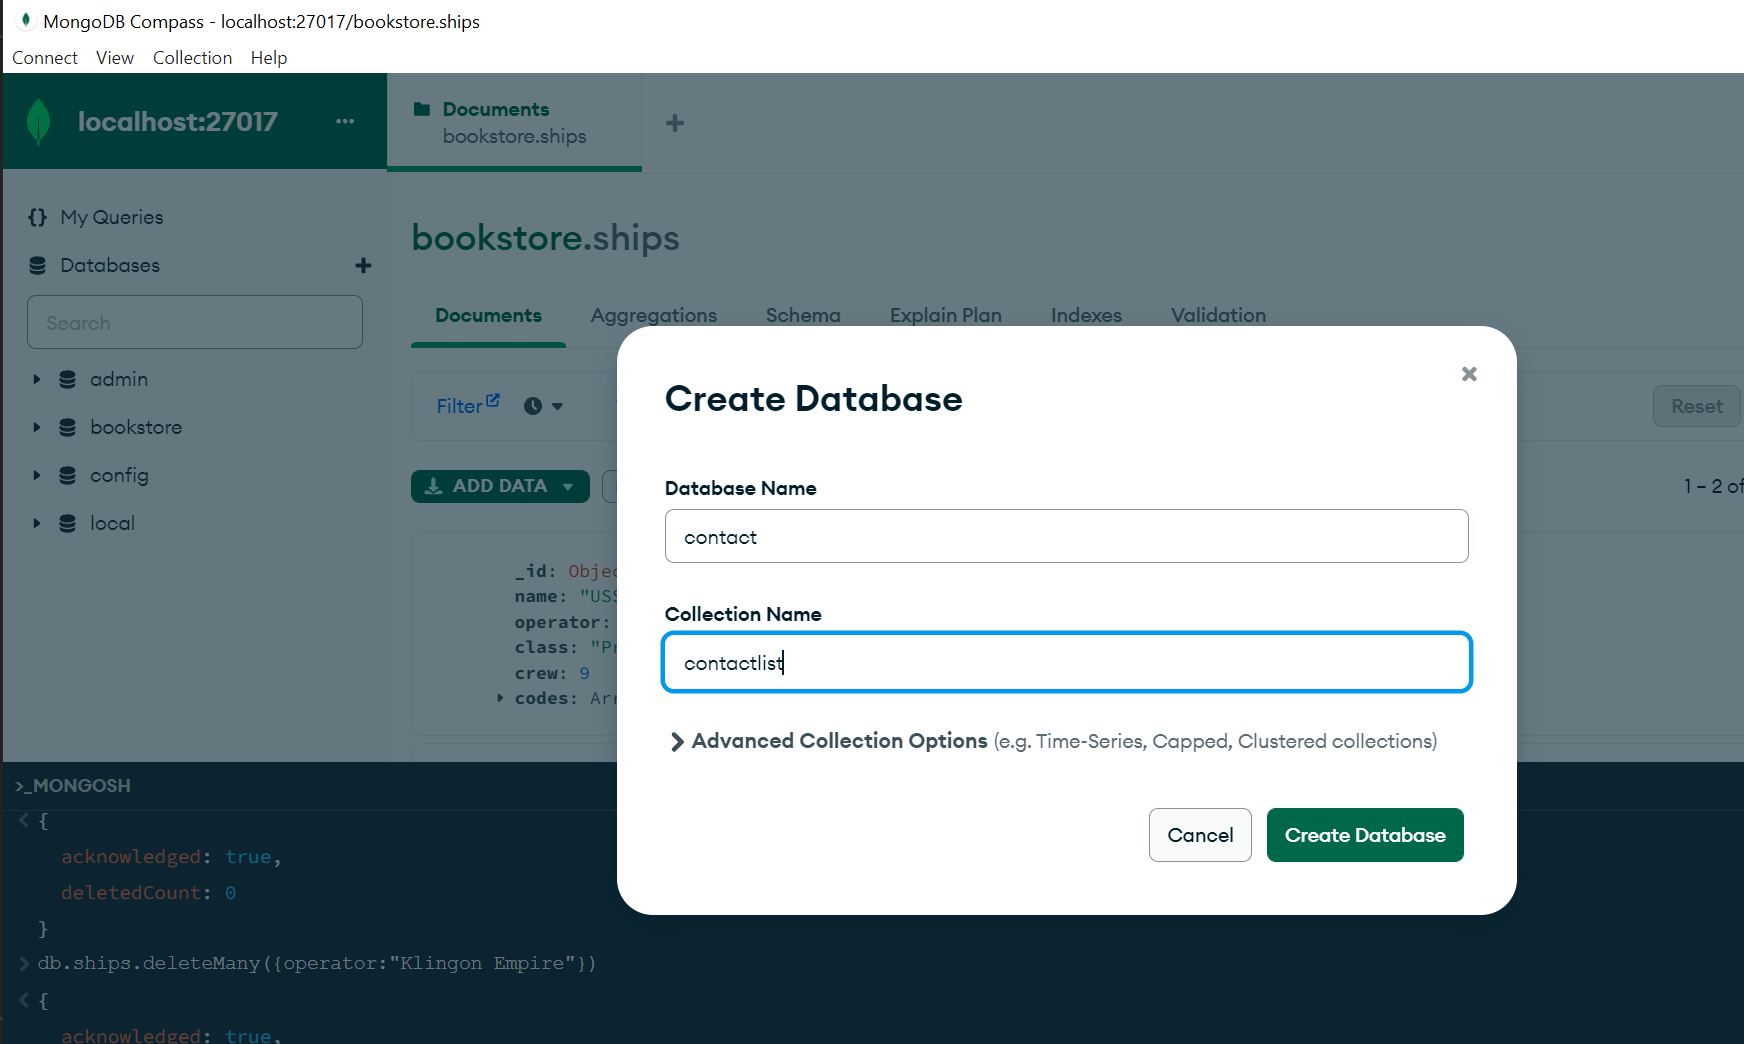 MongoDB Compass - localhost:27017/bookstore.ships
Connect View Collection Help
localhost:27017 ...
Documents
bookstore.ships
+
{} My Queries
Databases +
Search
admin
bookstore
config
local
bookstore.ships
Documents Aggregations Schema Explain Plan Indexes Validation
Filter
Reset
ADD DATA
1 – 2 of
_id: Objec
name: "USS
operator:
class: "Pr
crew: 9
codes: Arr
Create Database
Database Name
contact
Collection Name
contactlist
Advanced Collection Options (e.g. Time-Series, Capped, Clustered collections)
Cancel Create Database
>_MONGOSH
< {
acknowledged: true,
deletedCount: 0
}
> db.ships.deleteMany({operator:"Klingon Empire"})
< {
acknowledged: true,